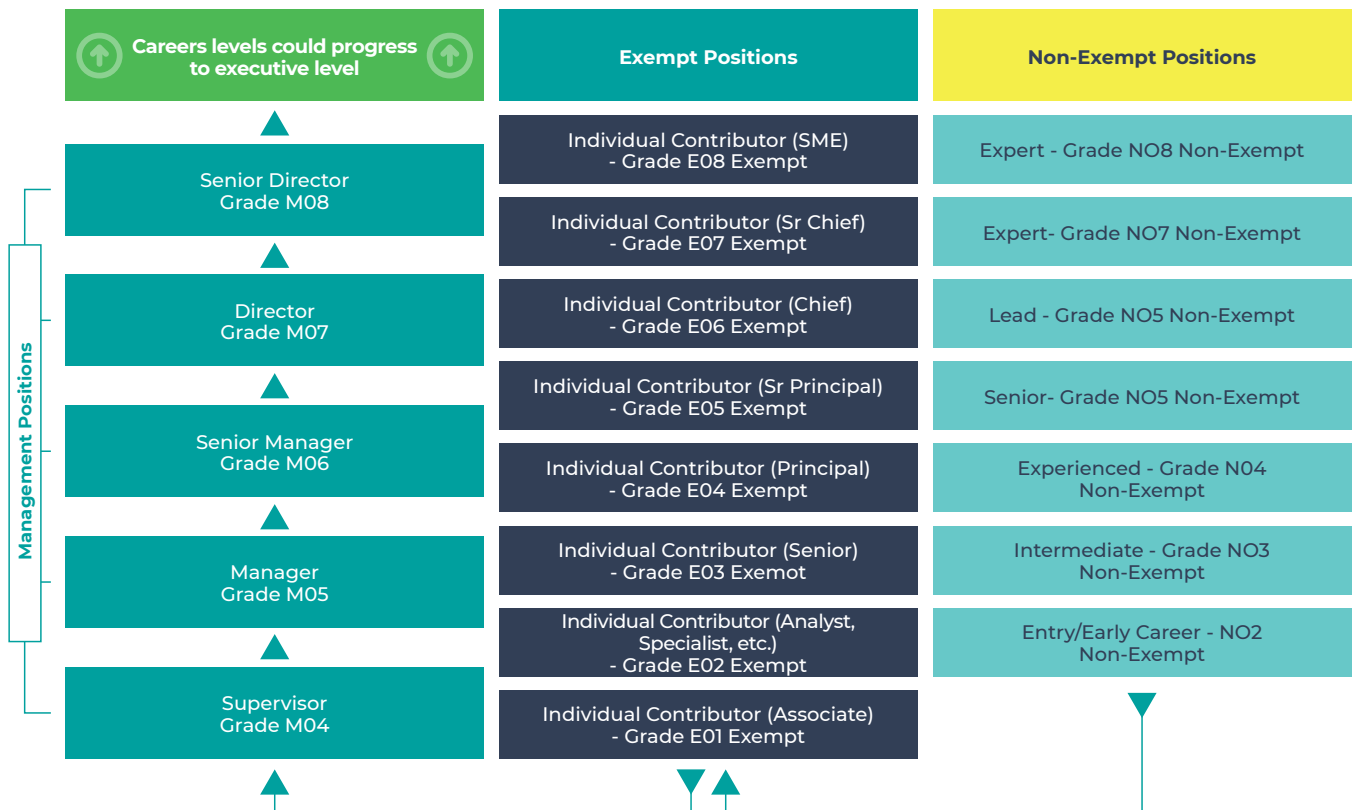 Careers levels could progress
to executive level
Senior Director
Grade M08
Director
Grade M07
Senior Manager
Grade M06
Manager
Grade M05
Supervisor
Grade M04
Management Positions
Exempt Positions
Individual Contributor (SME)
- Grade E08 Exempt
Individual Contributor (Sr Chief)
- Grade E07 Exempt
Individual Contributor (Chief)
- Grade E06 Exempt
Individual Contributor (Sr Principal)
- Grade E05 Exempt
Individual Contributor (Principal)
- Grade E04 Exempt
Individual Contributor (Senior)
- Grade E03 Exemot
Individual Contributor (Analyst,
Specialist, etc.)
- Grade E02 Exempt
Individual Contributor (Associate)
- Grade E01 Exempt
Non-Exempt Positions
Expert - Grade NO8 Non-Exempt
Expert- Grade NO7 Non-Exempt
Lead - Grade NO5 Non-Exempt
Senior- Grade NO5 Non-Exempt
Experienced - Grade N04
Non-Exempt
Intermediate - Grade NO3
Non-Exempt
Entry/Early Career - NO2
Non-Exempt